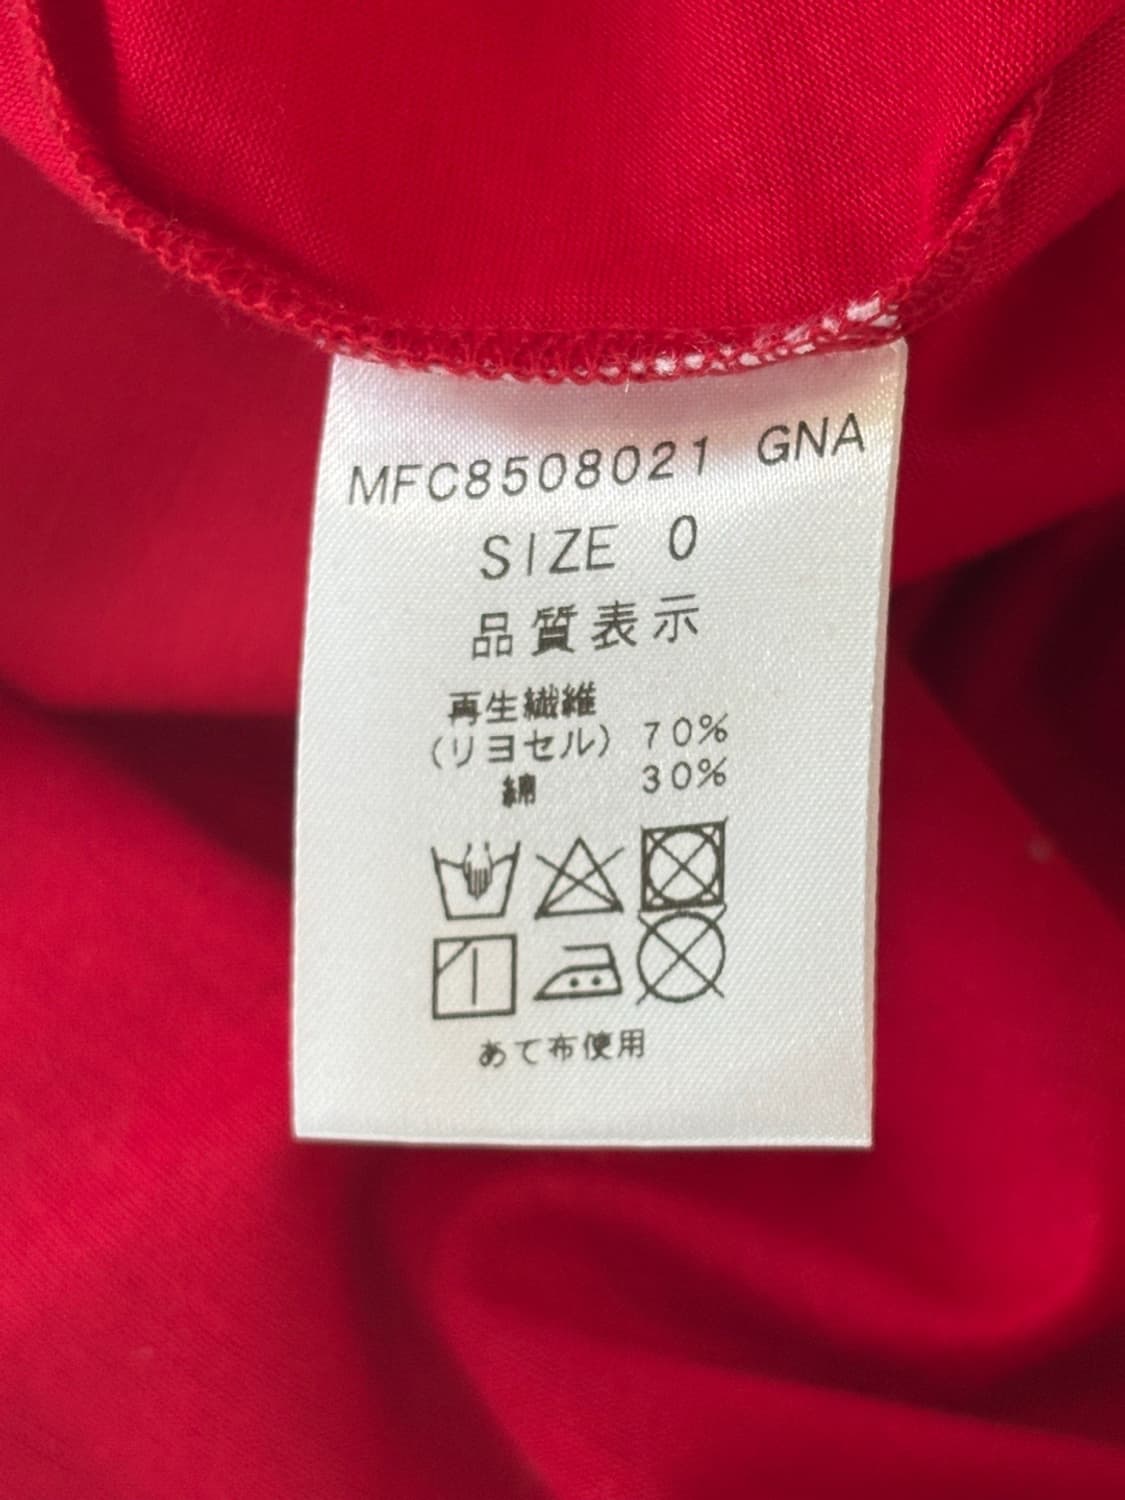 MFC8508021 GNA
SIZE 0
品質表示
再生繊維
(リヨセル) 70%
綿 30%
あて布使用